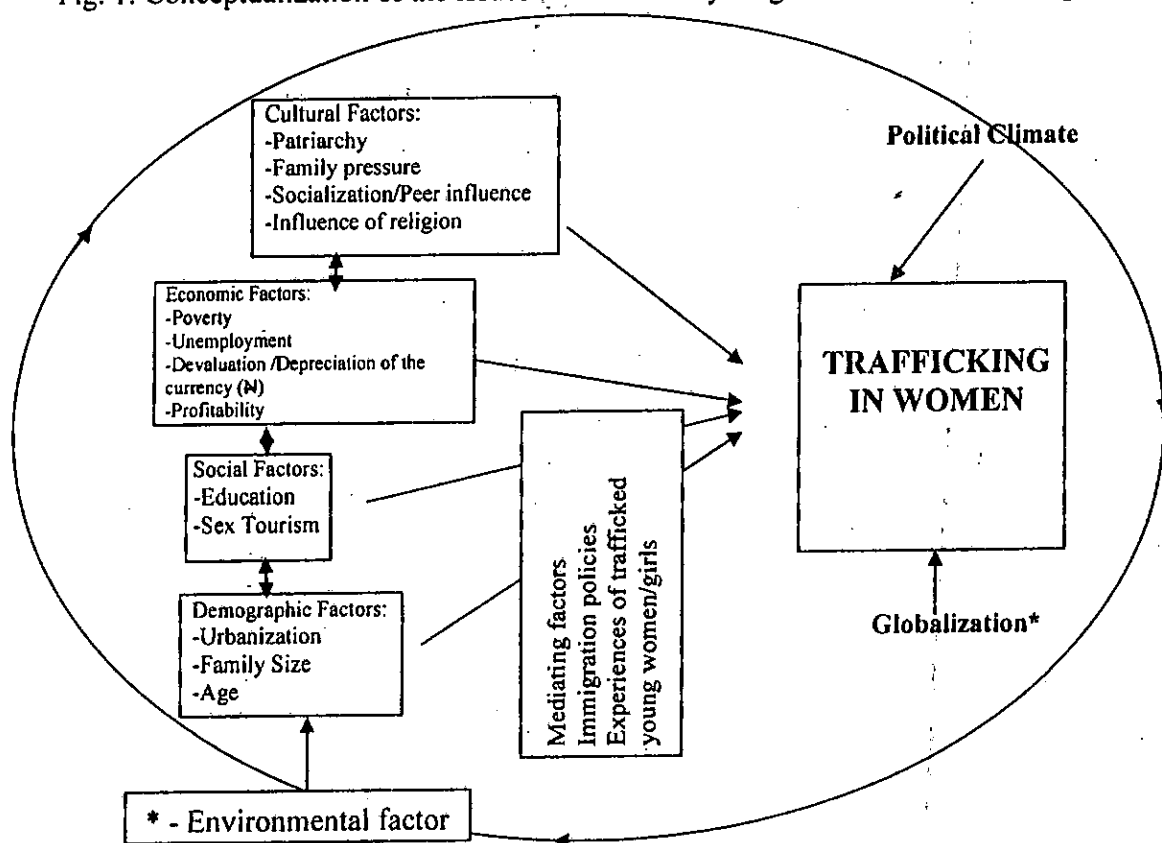 Fig. 1: Conceptualization of the
Cultural Factors:
-Patriarchy
-Family pressure
-Socialization/Peer influence
-Influence of religion
Political Climate
Economic Factors:
-Poverty
-Unemployment
-Devaluation /Depreciation of the
currency (₦)
-Profitability
TRAFFICKING
IN WOMEN
Social Factors:
-Education
-Sex Tourism
Mediating factors
Immigration policies
Experiences of trafficked
young women/girls
Demographic Factors:
-Urbanization
-Family Size
-Age
Globalization*
* - Environmental factor